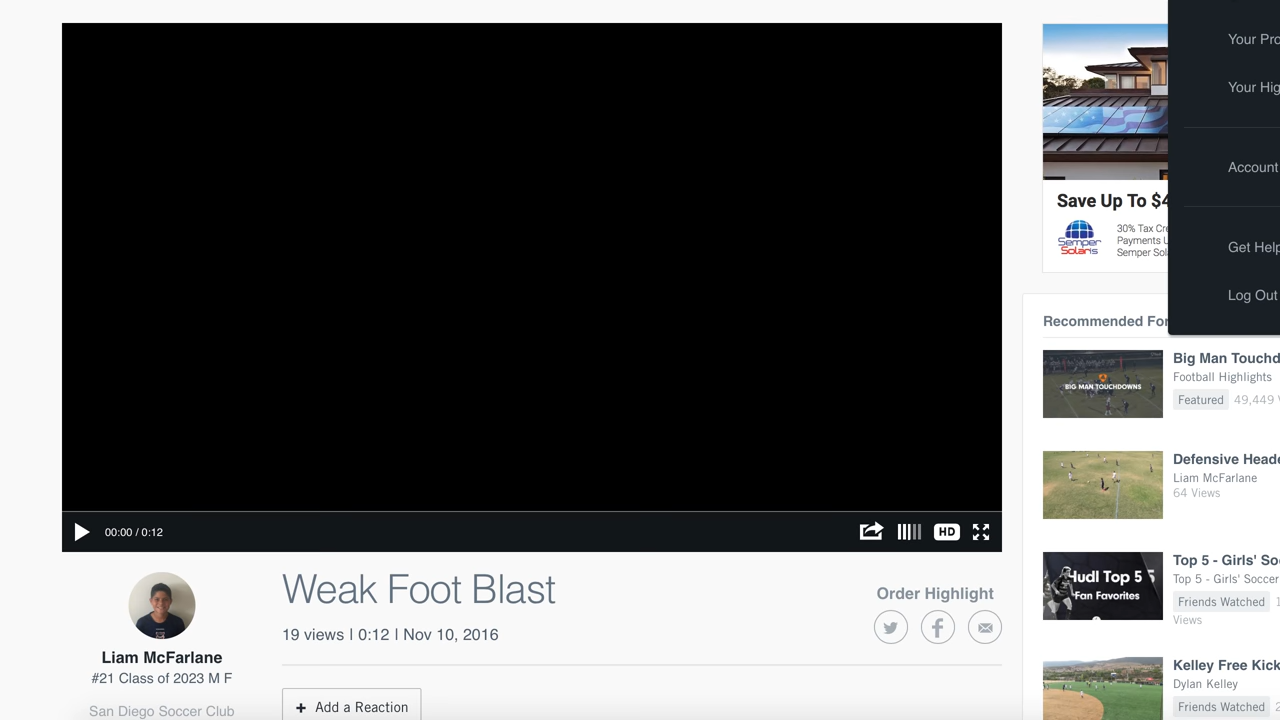 00:00 / 0:12
HD
Liam McFarlane
#21 Class of 2023 M F
San Diego Soccer Club
Weak Foot Blast
19 views | 0:12 | Nov 10, 2016
Order Highlight
+ Add a Reaction
Save Up To $4
Semper
Solaris
30% Tax Cre
Payments U
Semper Sol
Your Pro
Your Hig
Account
Get Help
Log Out
Recommended For
BIG MAN TOUCHDOWNS
Big Man Touchd
Football Highlights
Featured 49,449 V
Defensive Heade
Liam McFarlane
64 Views
Hudl Top 5 5
Fan Favorites
Top 5 - Girls' So
Top 5 - Girls' Soccer
Friends Watched 1
Views
Kelley Free Kick
Dylan Kelley
Friends Watched 2